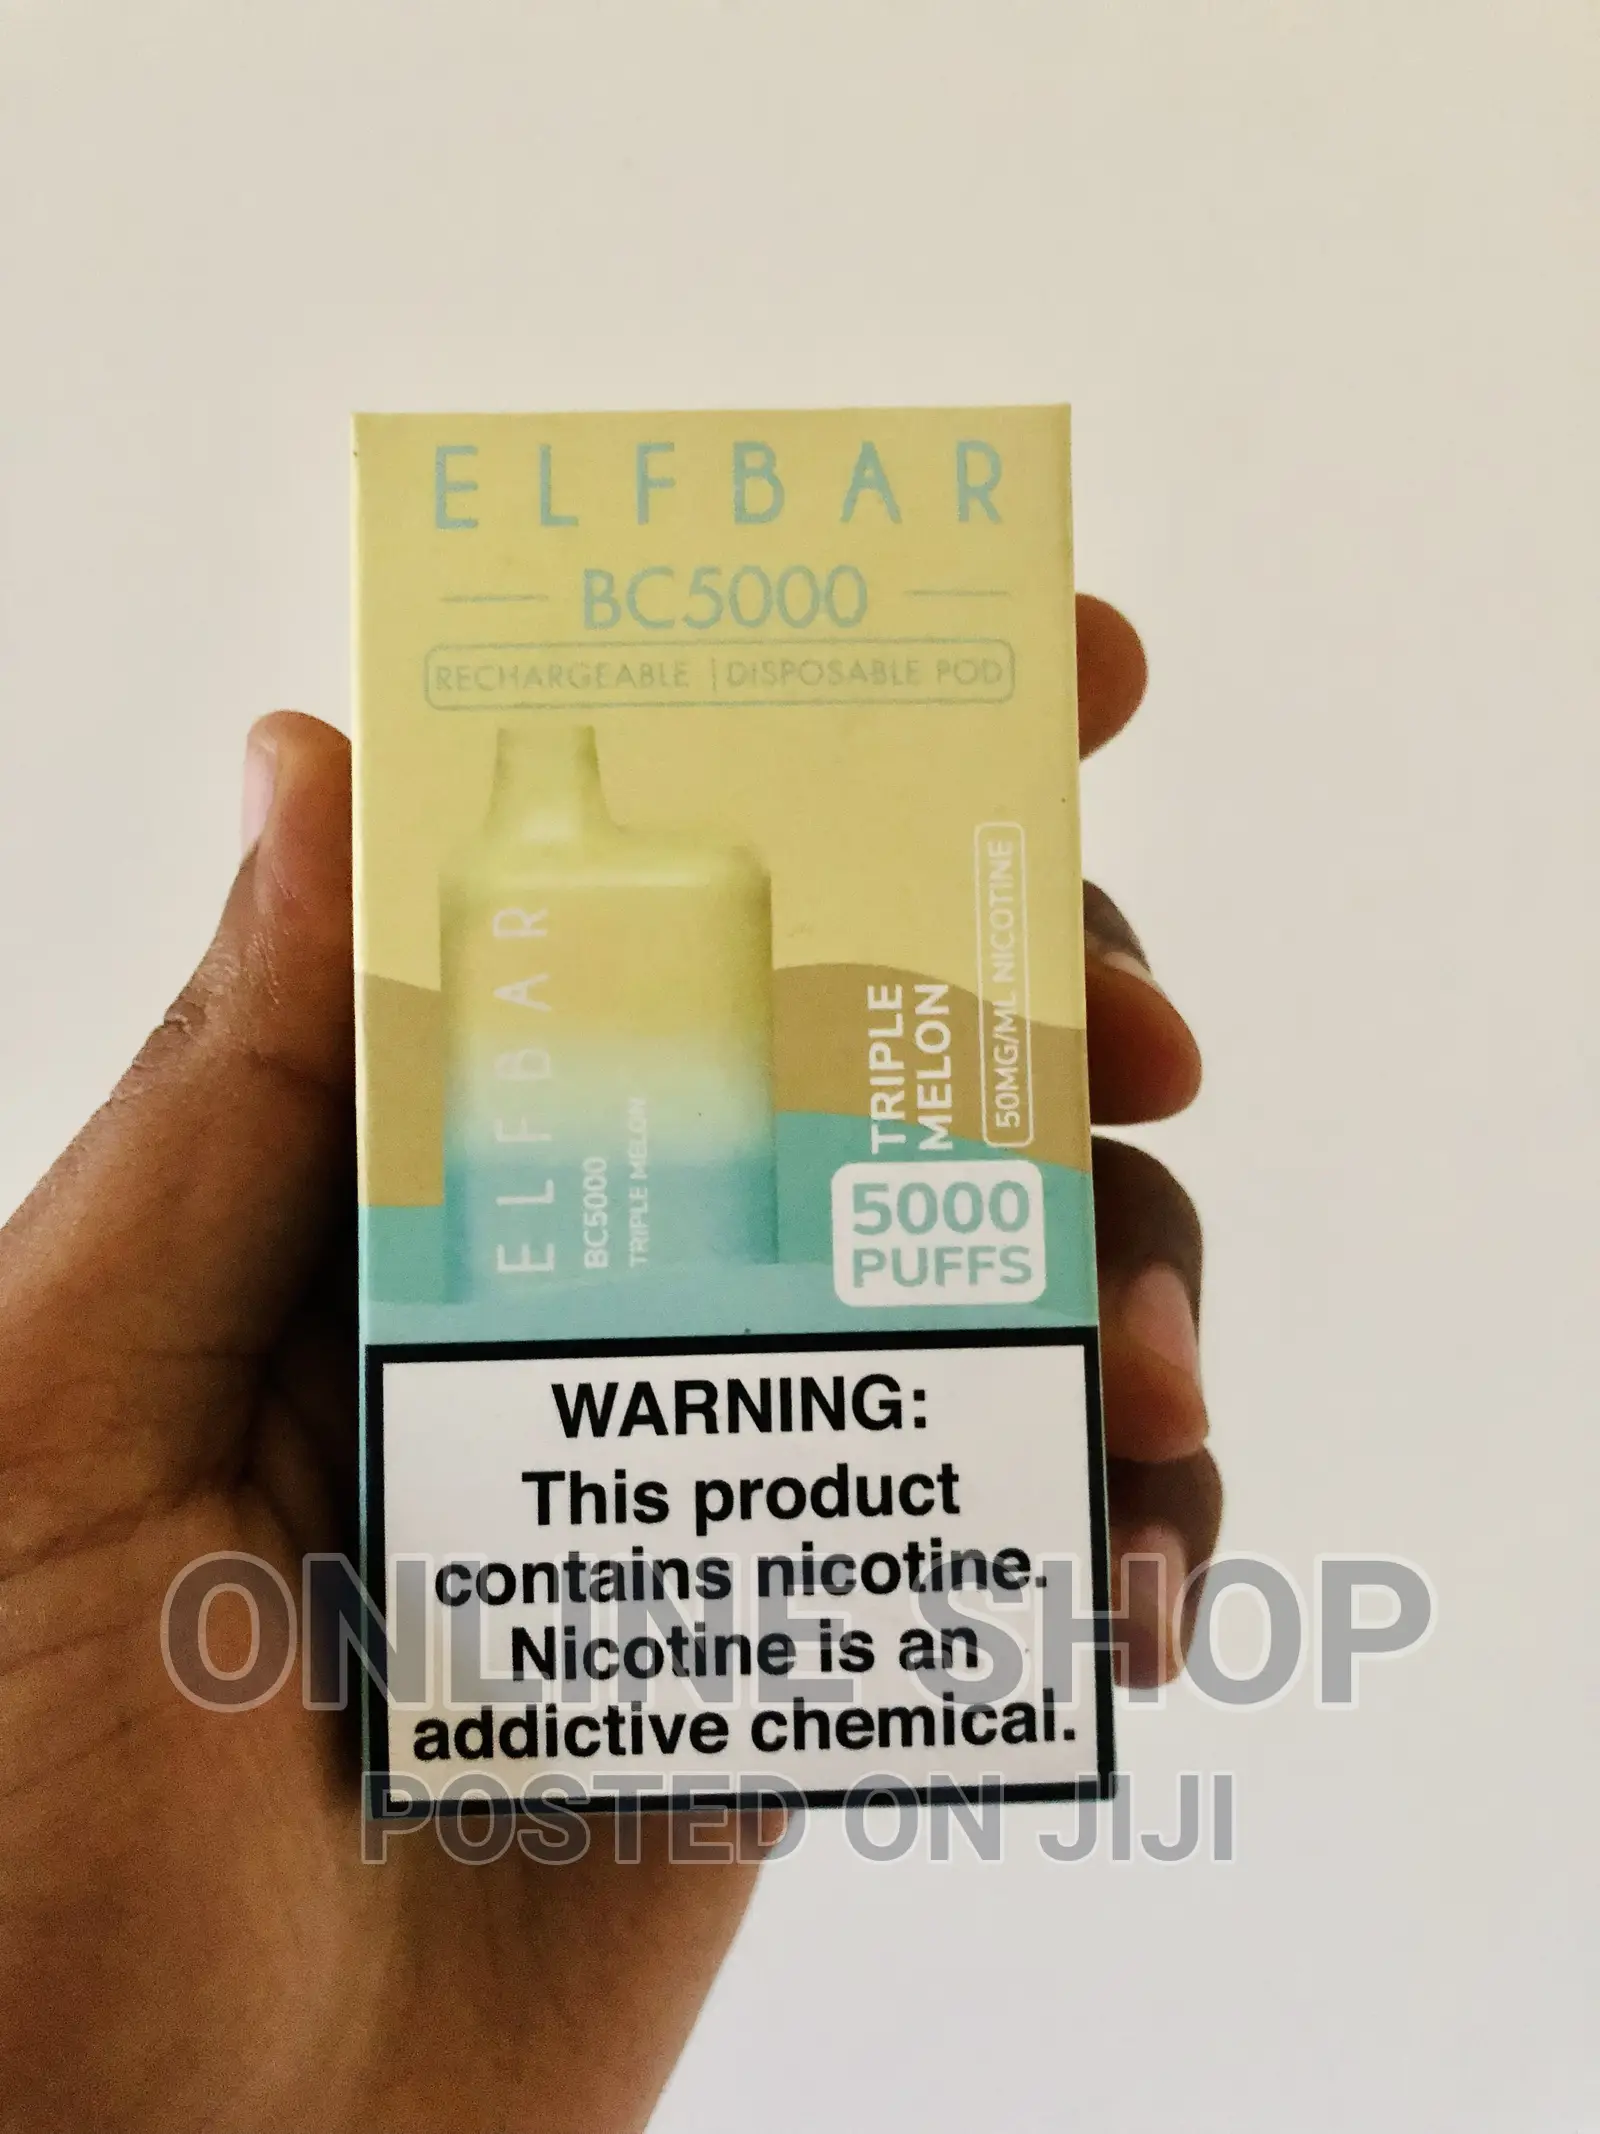 ELFBAR
BC5000
RECHARGEABLE | DISPOSABLE POD
ELFBAR
BC5000
TRIPLE MELON
TRIPLE
MELON
50MG/ML NICOTINE
5000
PUFFS
WARNING:
This product
contains nicotine.
Nicotine is an
addictive chemical.
ONLINE SHOP
POSTED ON JIJI